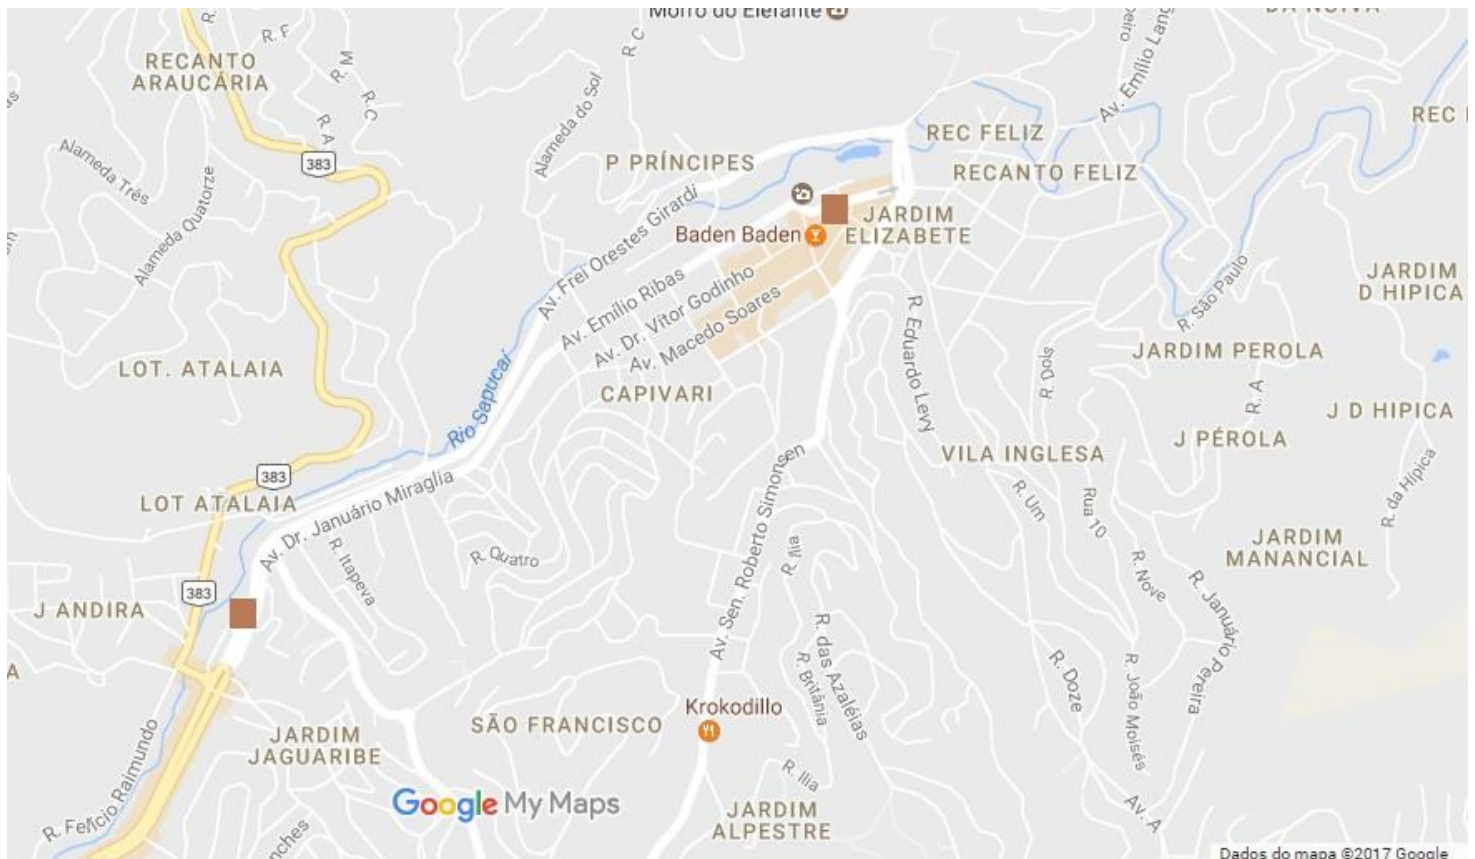 Morro do Elefante
DA NOIVA
R. F
R. C
RECANTO
ARAUCÁRIA
R. M
R. C
Av. Emílio Lang
R. A
Alameda do Sol
REC
REC FELIZ
383
P PRÍNCIPES
RECANTO FELIZ
Alameda Três
Alameda Quatorze
Av. Frei Orestes Girardi
JARDIM
ELIZABETE
Baden Baden
JARDIM
D HIPICA
Av. Emílio Ribas
Av. Dr. Vítor Godinho
Av. Macedo Soares
R. São Paulo
R. Eduardo Levy
R. Dois
JARDIM PEROLA
LOT. ATALAIA
CAPIVARI
Rio Sapucaí
R. A
J D HIPICA
J PÉROLA
VILA INGLESA
383
LOT ATALAIA
Av. Dr. Januário Miraglia
Av. Sen. Roberto Simonsen
R. Um
Rua 10
R. da Hípica
JARDIM
MANANCIAL
R. Quatro
R. Itapeva
R. Ilia
R. Nove
R. Januário Pereira
383
J ANDIRA
A
R. das Azaléias
R. Britânia
R. Doze
R. João Moisés
Krokodillo
SÃO FRANCISCO
JARDIM
JAGUARIBE
R. Felício Raimundo
R. Ilia
Google My Maps
JARDIM
ALPESTRE
Av. A
nches
Dados do mapa ©2017 Google